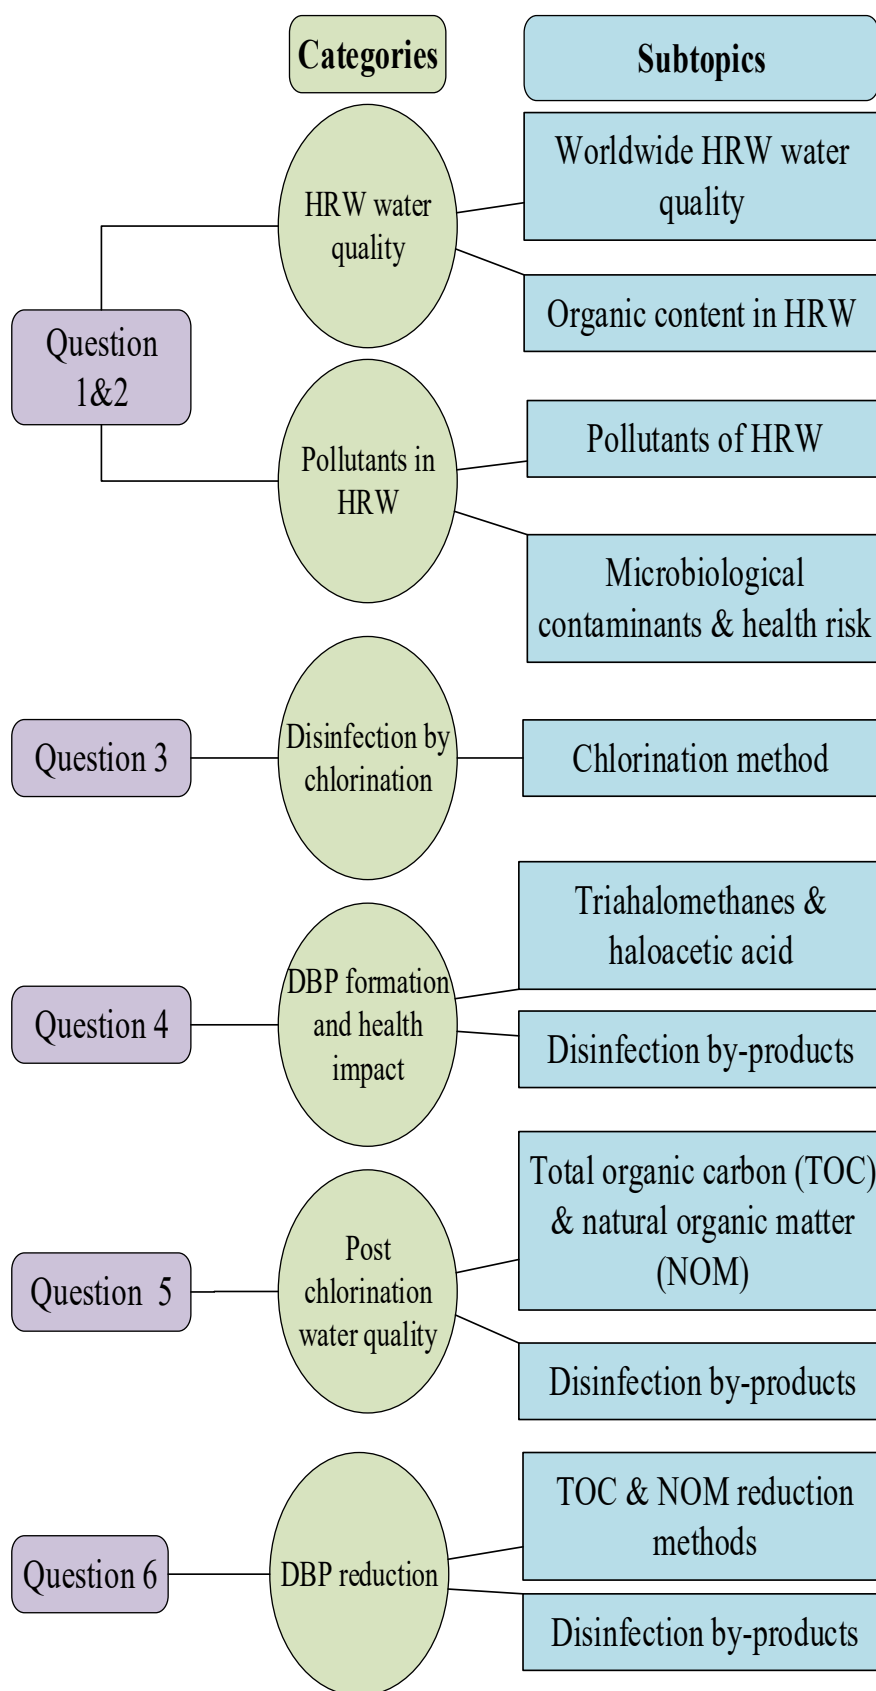 Categories
Subtopics
Question
1&2
HRW water
quality
Worldwide HRW water
quality
Organic content in HRW
Pollutants in
HRW
Pollutants of HRW
Microbiological
contaminants & health risk
Question 3
Disinfection by
chlorination
Chlorination method
Question 4
DBP formation
and health
impact
Triahalomethanes &
haloacetic acid
Disinfection by-products
Question 5
Post
chlorination
water quality
Total organic carbon (TOC)
& natural organic matter
(NOM)
Disinfection by-products
Question 6
DBP reduction
TOC & NOM reduction
methods
Disinfection by-products